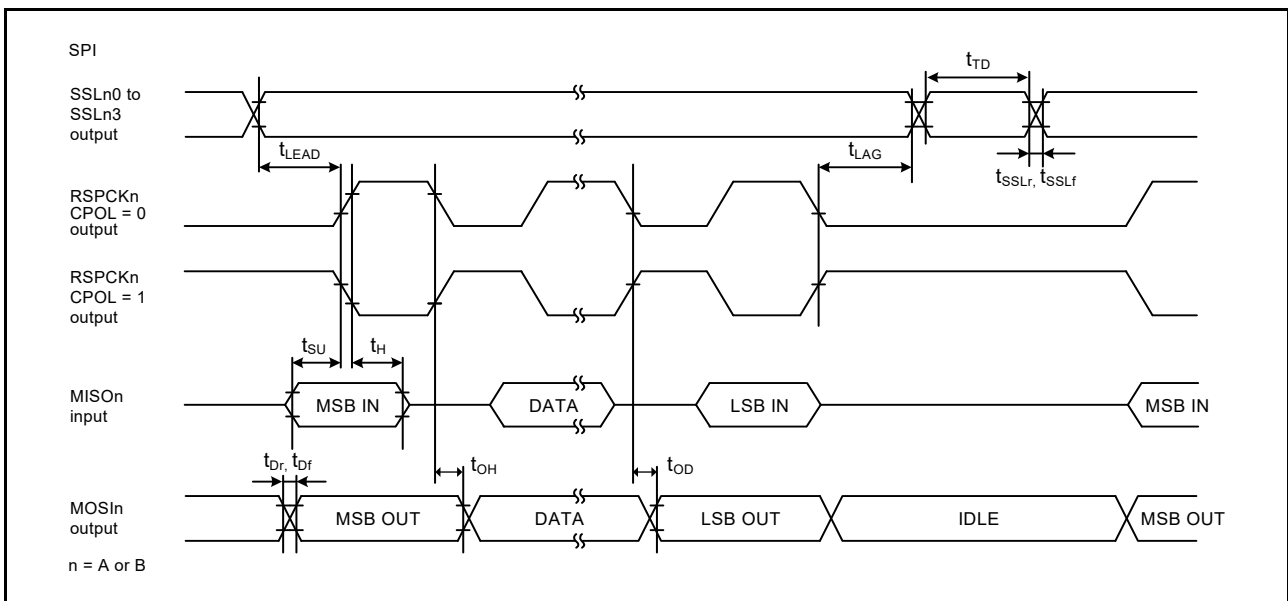 SPI
SSLn0 to
SSLn3
output
tTD
tLEAD
tLAG
tSSLr, tSSLf
RSPCKn
CPOL = 0
output
RSPCKn
CPOL = 1
output
tSU
tH
MISOn
input
MSB IN
DATA
LSB IN
MSB IN
tDr, tDf
tOH
tOD
MOSIn
output
MSB OUT
DATA
LSB OUT
IDLE
MSB OUT
n = A or B